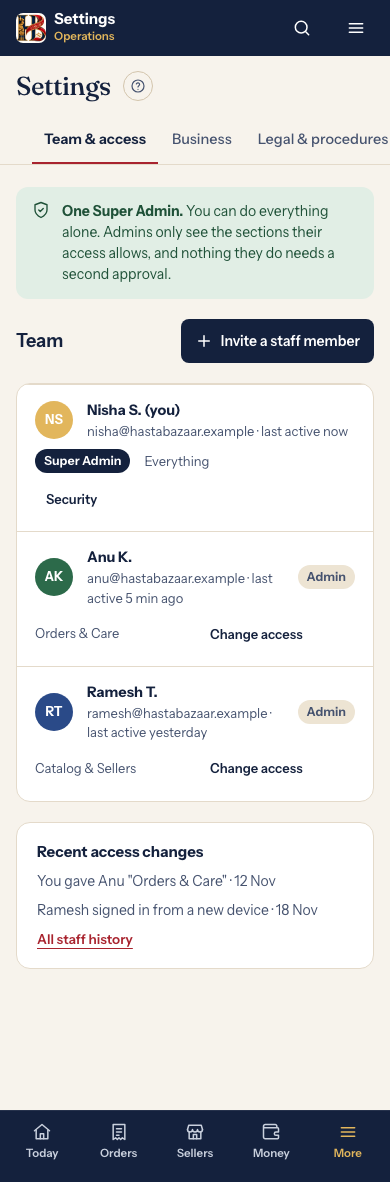 Settings
Operations
Settings
Team & access
Business
Legal & procedures
One Super Admin. You can do everything
alone. Admins only see the sections their
access allows, and nothing they do needs a
second approval.
Team
Invite a staff member
NS
Nisha S. (you)
nisha@hastabazaar.example · last active now
Super Admin
Everything
Security
AK
Anu K.
anu@hastabazaar.example · last
active 5 min ago
Admin
Orders & Care
Change access
RT
Ramesh T.
ramesh@hastabazaar.example ·
last active yesterday
Admin
Catalog & Sellers
Change access
Recent access changes
You gave Anu "Orders & Care" · 12 Nov
Ramesh signed in from a new device · 18 Nov
All staff history
Today
Orders
Sellers
Money
More